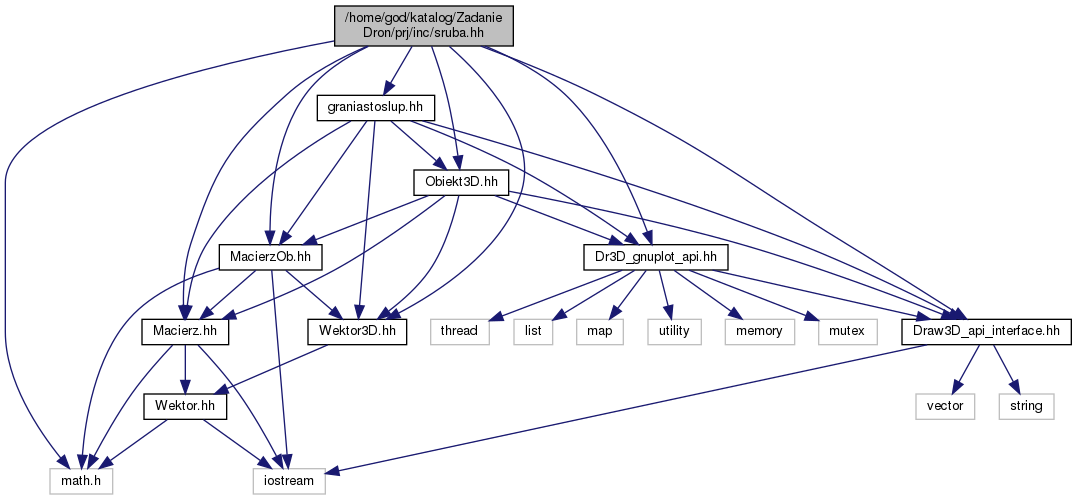 /home/god/katalog/Zadanie
Dron/prj/inc/sruba.hh
graniastoslup.hh
Obiekt3D.hh
MacierzOb.hh
Dr3D_gnuplot_api.hh
Macierz.hh
Wektor3D.hh
thread
list
map
utility
memory
mutex
Draw3D_api_interface.hh
Wektor.hh
vector
string
math.h
iostream